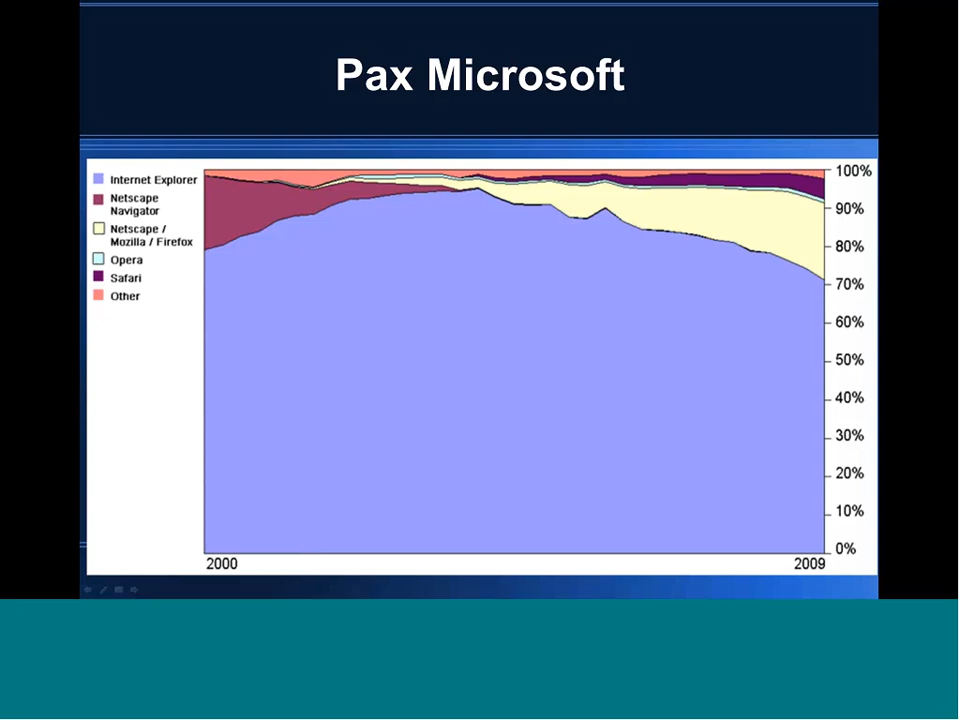 Pax Microsoft
Internet Explorer
Netscape
Navigator
Netscape /
Mozilla / Firefox
Opera
Safari
Other
100%
90%
80%
70%
60%
50%
40%
30%
20%
10%
0%
2000
2009